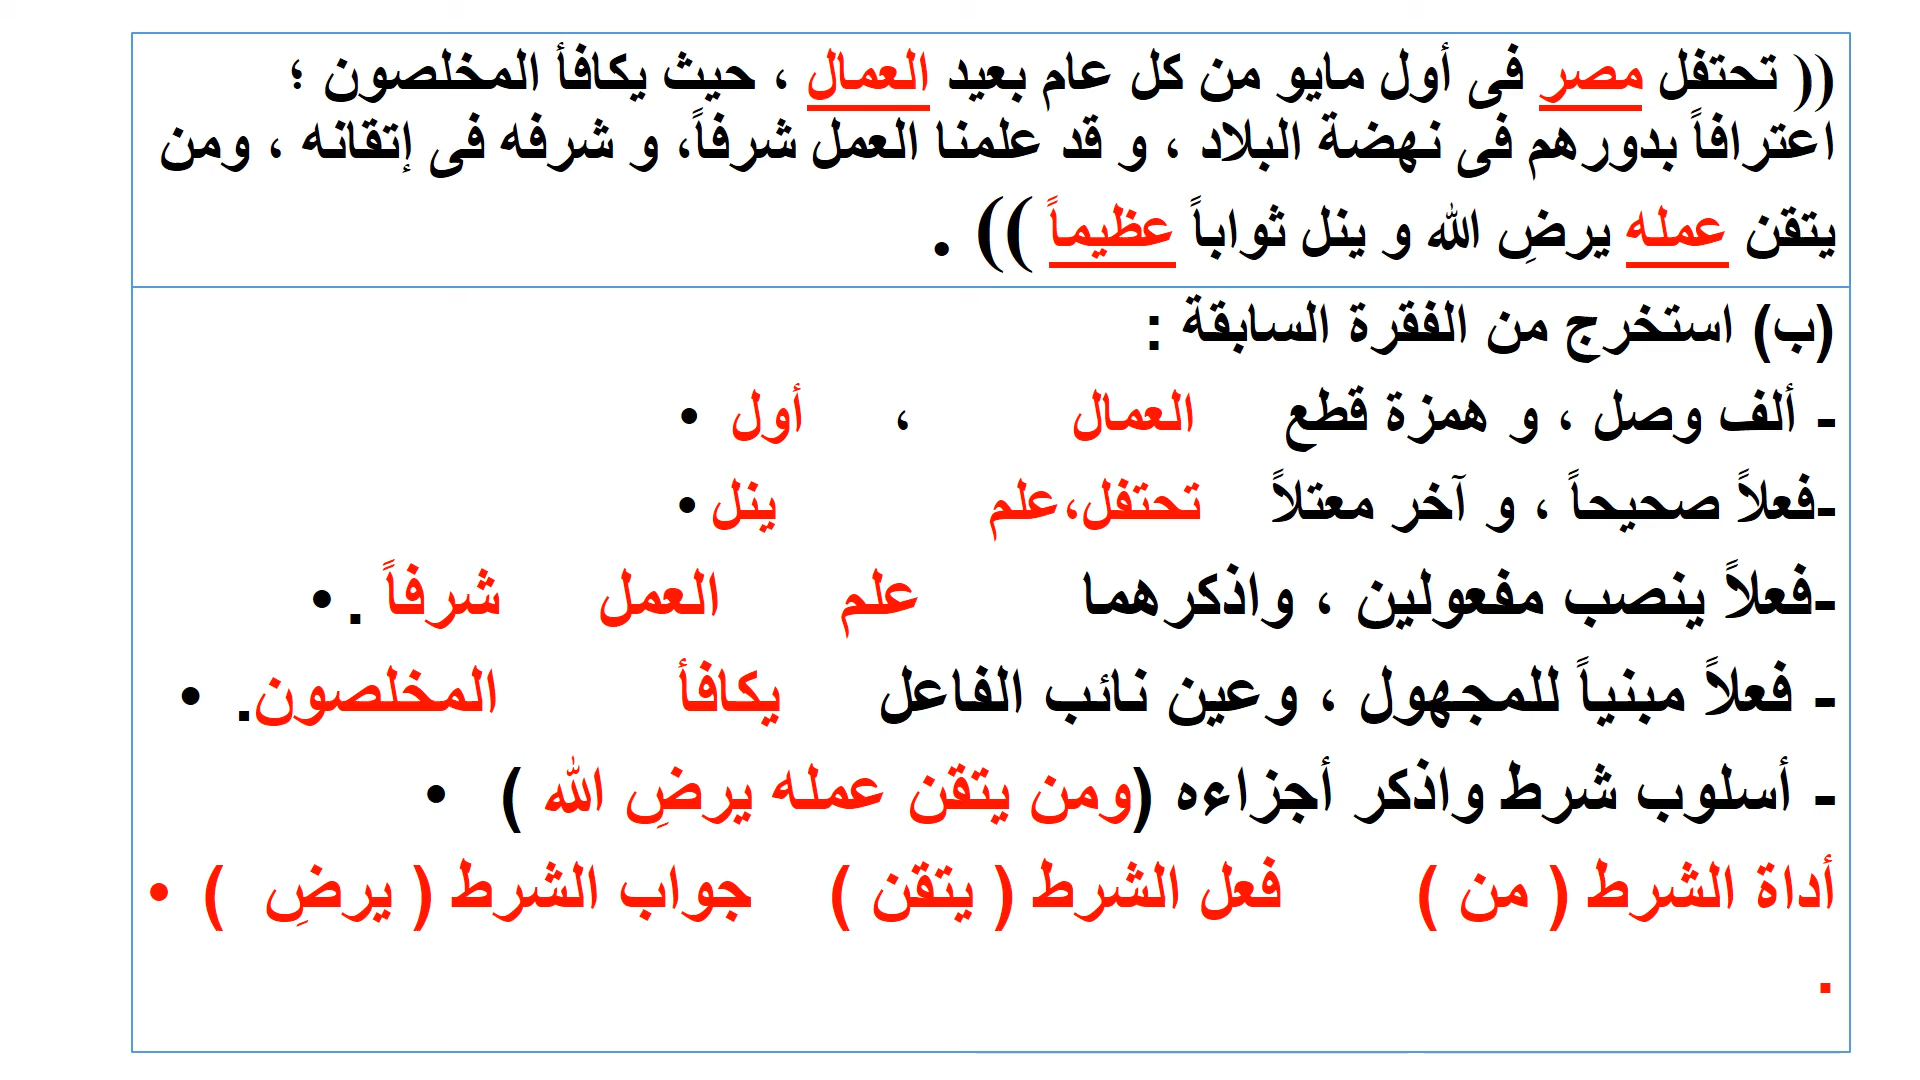 (( تحتفل مصر فى أول مايو من كل عام بعيد العمال ، حيث يكافأ المخلصون ؛
اعترافاً بدورهم فى نهضة البلاد ، و قد علمنا العمل شرفاً، و شرفه فى إتقانه ، ومن
يتقن عمله يرضِ الله و ينل ثواباً عظيماً )) .
(ب) استخرج من الفقرة السابقة :
- ألف وصل ، و همزة قطع العمال ، أول •
-فعلاً صحيحاً ، و آخر معتلاً تحتفل،علم ينل •
-فعلاً ينصب مفعولين ، واذكرهما علم العمل شرفاً . •
- فعلاً مبنياً للمجهول ، وعين نائب الفاعل يكافأ المخلصون. •
- أسلوب شرط واذكر أجزاءه (ومن يتقن عمله يرضِ الله ) •
أداة الشرط ( من ) فعل الشرط ( يتقن ) جواب الشرط ( يرضِ ) •
.